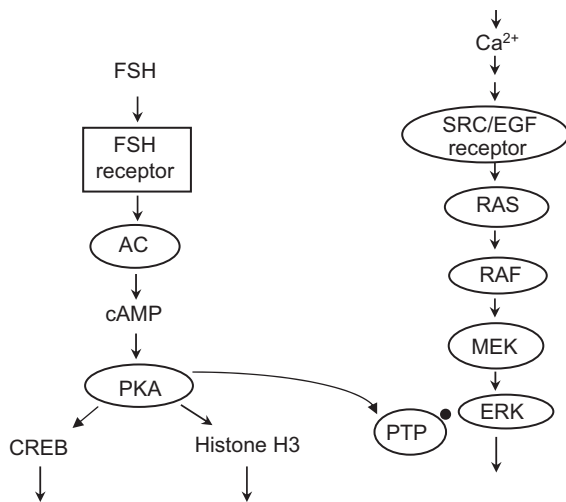 FSH
FSH
receptor
AC
cAMP
PKA
CREB
Histone H3
PTP
Ca²⁺
SRC/EGF
receptor
RAS
RAF
MEK
ERK